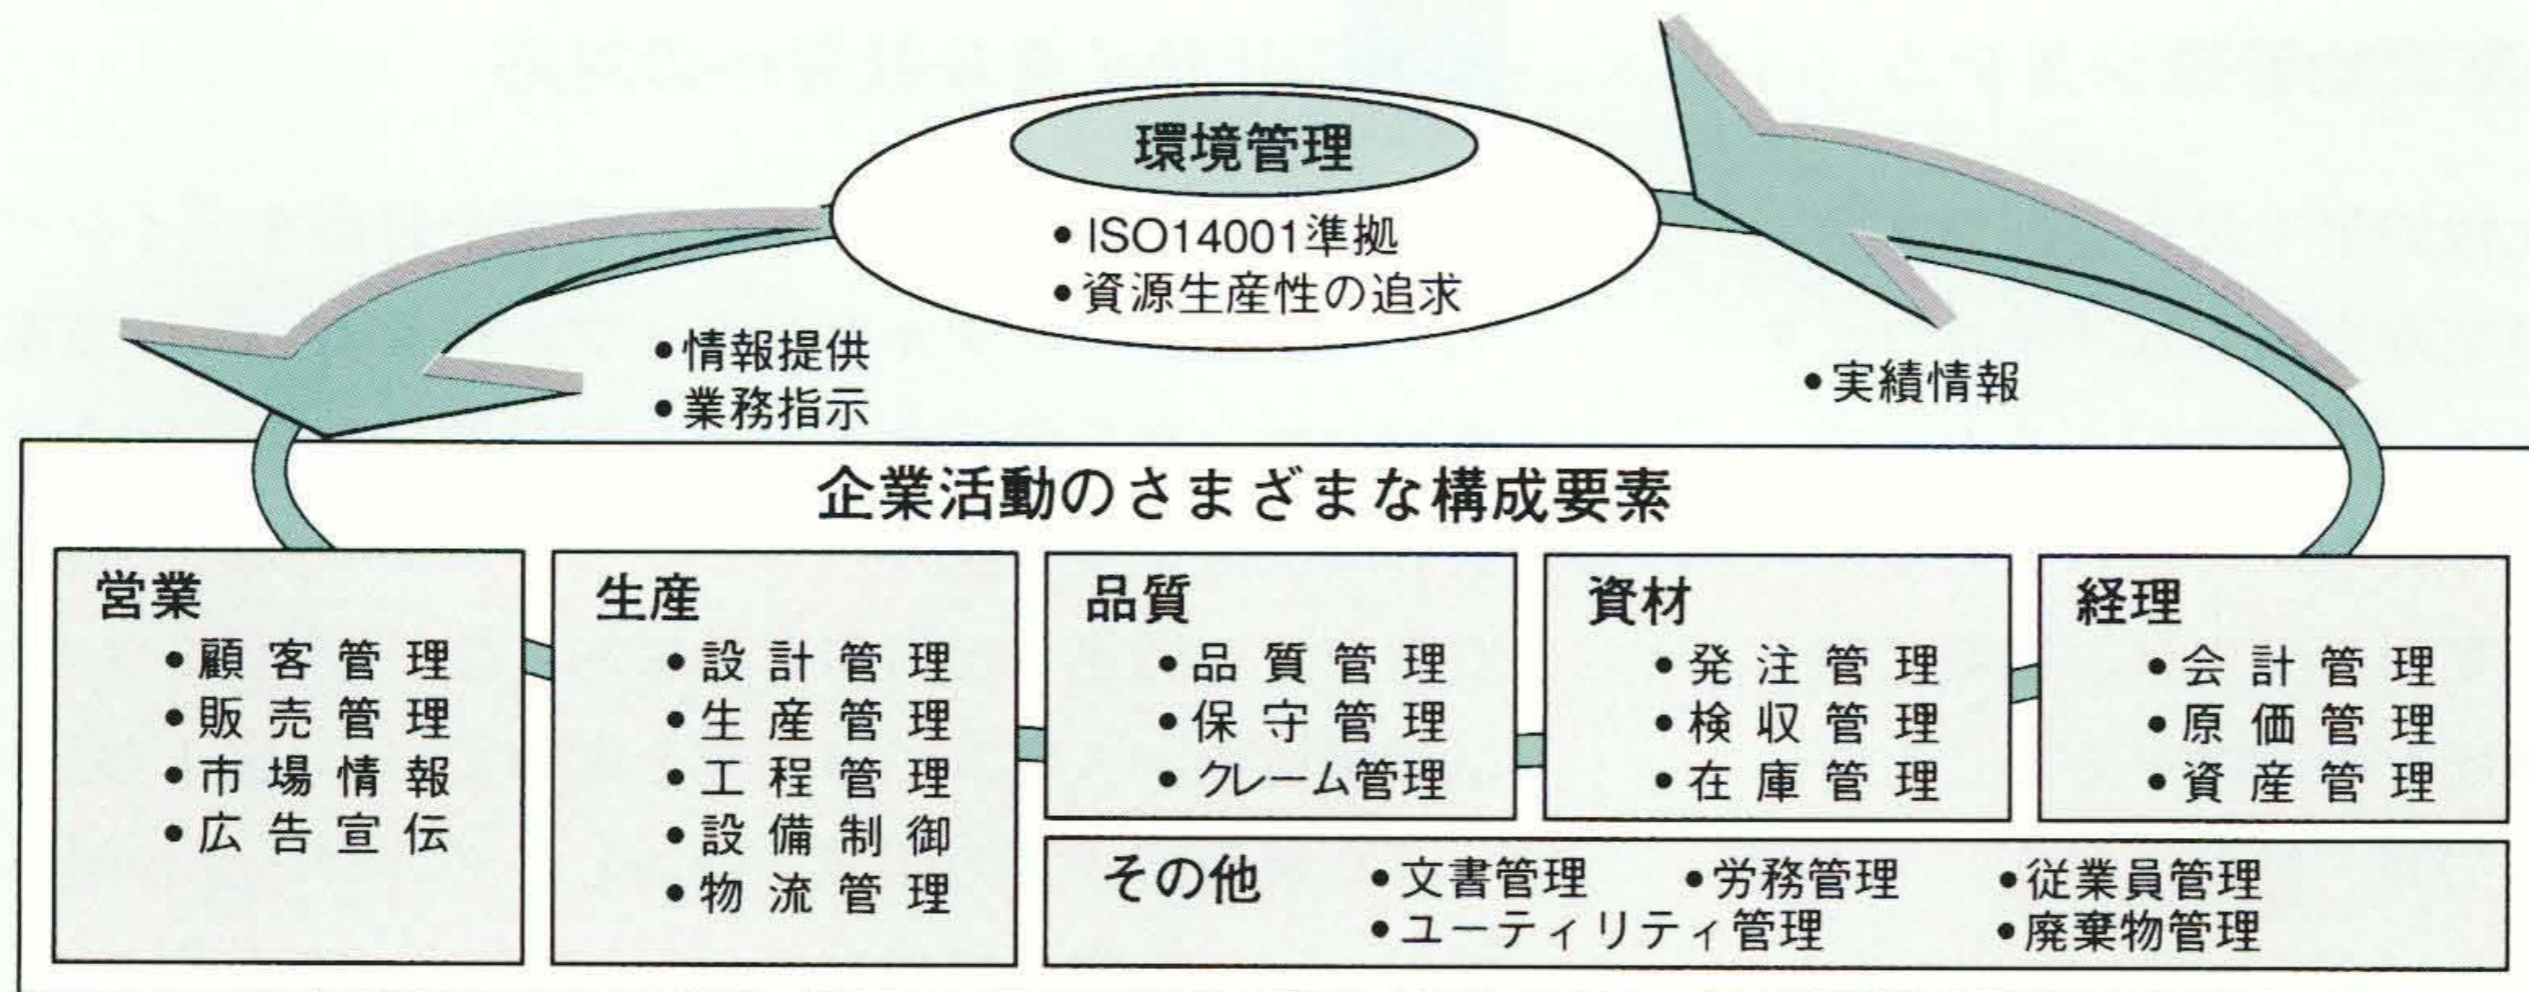 環境管理
•ISO14001準拠
•資源生産性の追求
•情報提供
•業務指示
•実績情報
企業活動のさまざまな構成要素
営業
•顧客管理
•販売管理
•市場情報
•広告宣伝
生産
•設計管理
•生産管理
•工程管理
•設備制御
•物流管理
品質
•品質管理
•保守管理
•クレーム管理
資材
•発注管理
•検収管理
•在庫管理
経理
•会計管理
•原価管理
•資産管理
その他 •文書管理 •労務管理 •従業員管理
•ユーティリティ管理 •廃棄物管理